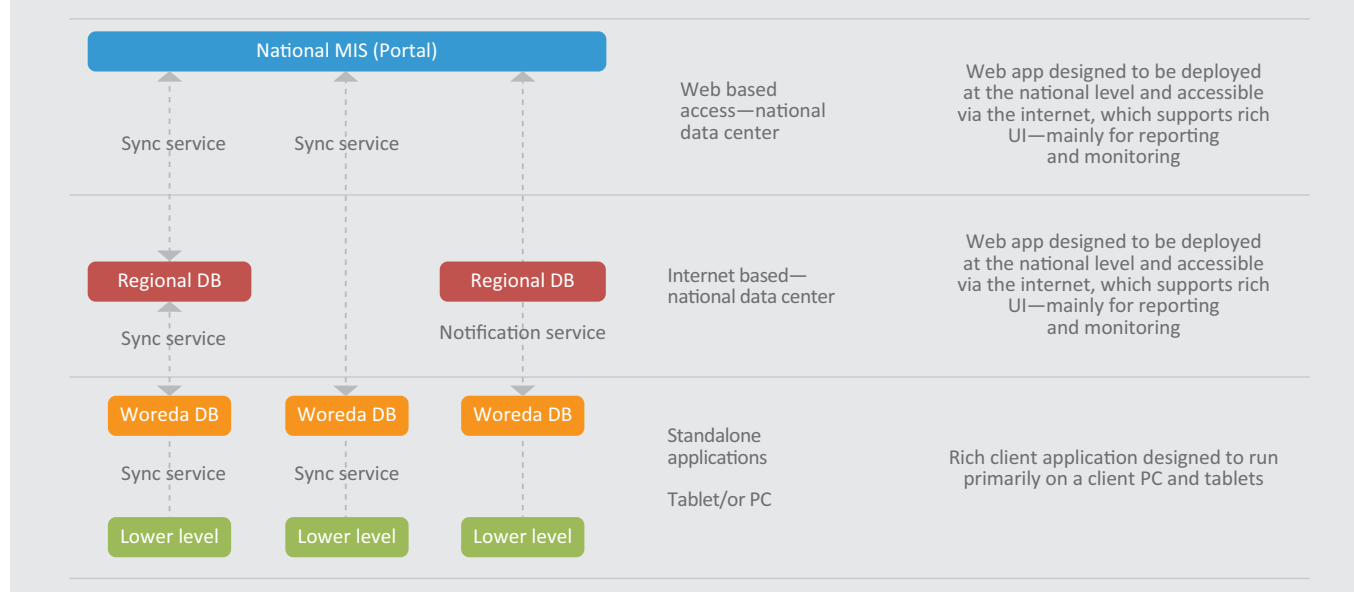 National MIS (Portal)
Sync service
Sync service
Web based
access—national
data center
Web app designed to be deployed
at the national level and accessible
via the internet, which supports rich
UI—mainly for reporting
and monitoring
Regional DB
Regional DB
Sync service
Notification service
Internet based—
national data center
Web app designed to be deployed
at the national level and accessible
via the internet, which supports rich
UI—mainly for reporting
and monitoring
Woreda DB
Woreda DB
Woreda DB
Sync service
Sync service
Lower level
Lower level
Lower level
Standalone
applications
Tablet/or PC
Rich client application designed to run
primarily on a client PC and tablets